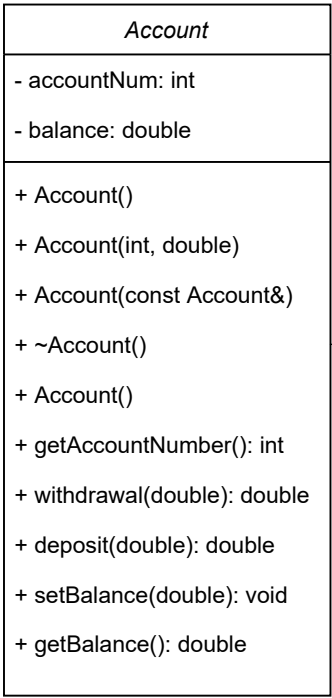 Account
- accountNum: int
- balance: double
+ Account()
+ Account(int, double)
+ Account(const Account&)
+ ~Account()
+ Account()
+ getAccountNumber(): int
+ withdrawal(double): double
+ deposit(double): double
+ setBalance(double): void
+ getBalance(): double